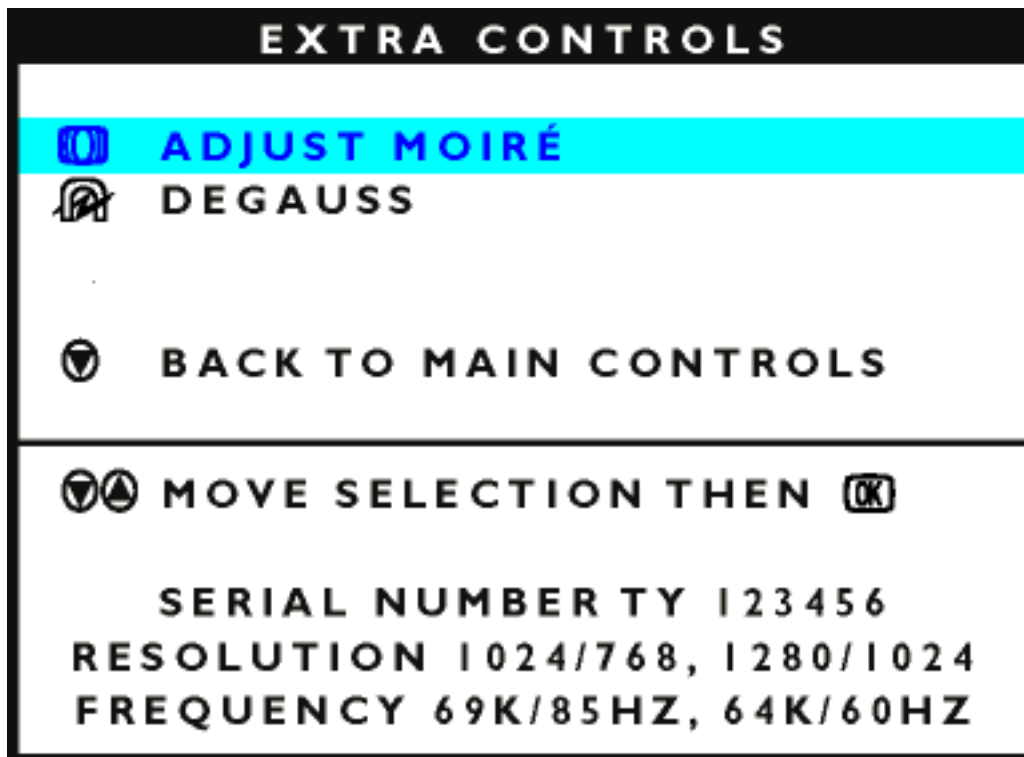 EXTRA CONTROLS
ADJUST MOIRÉ
DEGAUSS
BACK TO MAIN CONTROLS
MOVE SELECTION THEN OK
SERIAL NUMBER TY 123456
RESOLUTION 1024/768, 1280/1024
FREQUENCY 69K/85HZ, 64K/60HZ